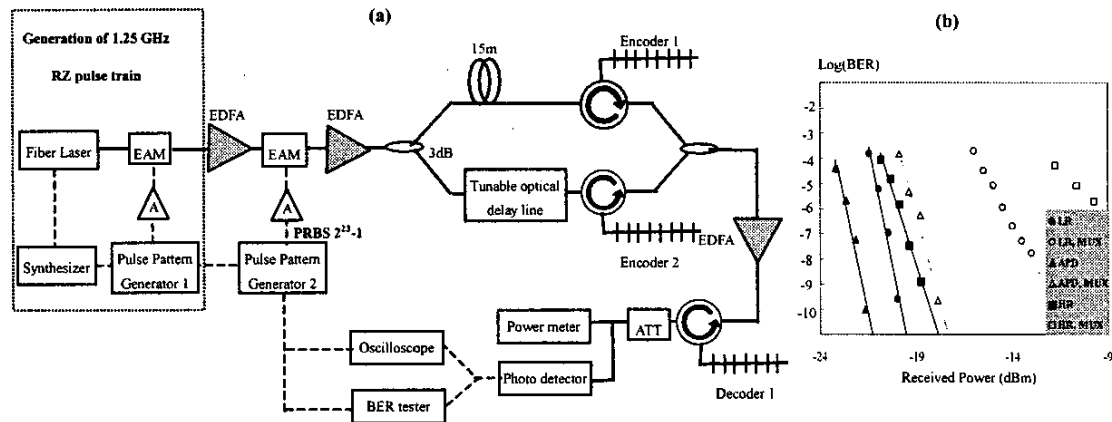 (a)
(b)
Generation of 1.25 GHz
RZ pulse train
Fiber Laser
EAM
A
Synthesizer
Pulse Pattern
Generator 1
EDFA
EAM
A
PRBS 2²³-1
Pulse Pattern
Generator 2
EDFA
3dB
15m
Encoder 1
Tunable optical
delay line
Encoder 2
EDFA
Decoder 1
ATT
Power meter
Photo detector
Oscilloscope
BER tester
Log(BER)
-2
-3
-4
-5
-6
-7
-8
-9
-10
-24
-19
-14
-9
Received Power (dBm)
LR
LR, MUX
APD
APD, MUX
HR
HR, MUX